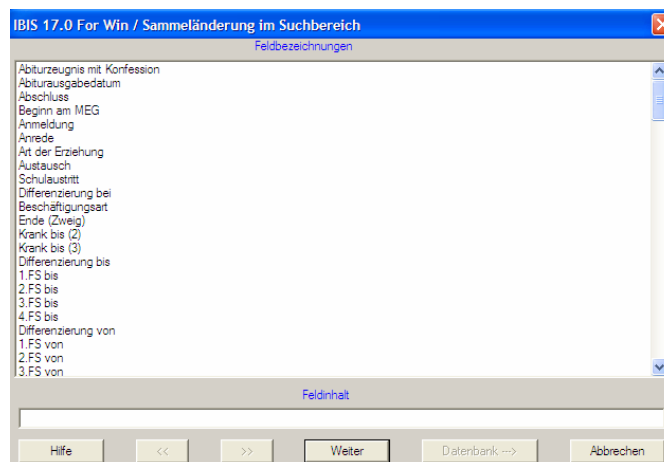 IBIS 17.0 For Win / Sammeländerung im Suchbereich
Feldbezeichnungen
Abiturzeugnis mit Konfession
Abiturausgabedatum
Abschluss
Beginn am MEG
Anmeldung
Anrede
Art der Erziehung
Austausch
Schulaustritt
Differenzierung bei
Beschäftigungsart
Ende (Zweig)
Krank bis (2)
Krank bis (3)
Differenzierung bis
1.FS bis
2.FS bis
3.FS bis
4.FS bis
Differenzierung von
1.FS von
2.FS von
3.FS von
Feldinhalt
Hilfe << >> Weiter Datenbank --> Abbrechen